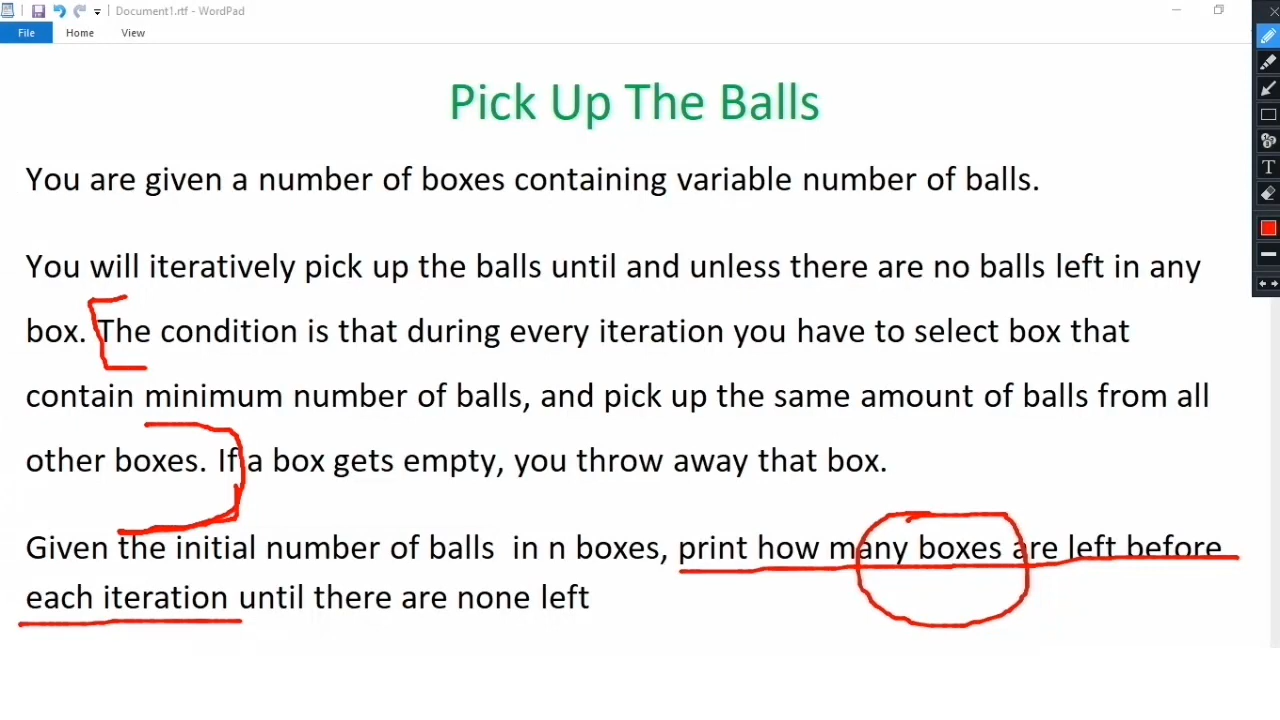 Document1.rtf - WordPad
File Home View
Pick Up The Balls
You are given a number of boxes containing variable number of balls.
You will iteratively pick up the balls until and unless there are no balls left in any
box. The condition is that during every iteration you have to select box that
contain minimum number of balls, and pick up the same amount of balls from all
other boxes. If a box gets empty, you throw away that box.
Given the initial number of balls in n boxes, print how many boxes are left before
each iteration until there are none left
T